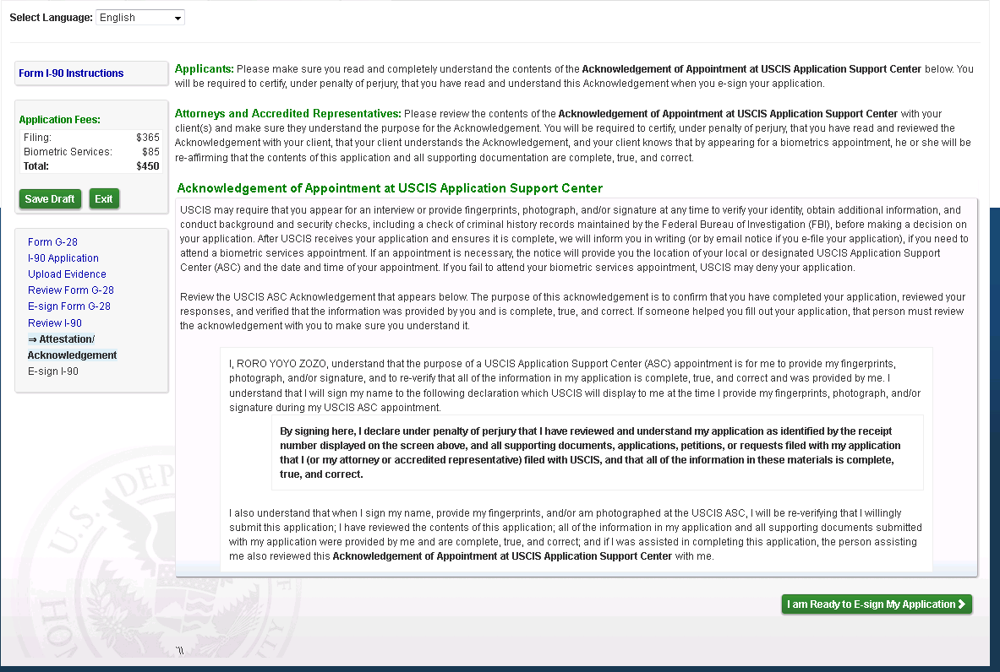 Select Language: English
Form I-90 Instructions
Application Fees:
Filing: $365
Biometric Services: $85
Total: $450
Save Draft Exit
Form G-28
I-90 Application
Upload Evidence
Review Form G-28
E-sign Form G-28
Review I-90
⇒ Attestation/
Acknowledgement
E-sign I-90
Applicants: Please make sure you read and completely understand the contents of the Acknowledgement of Appointment at USCIS Application Support Center below. You
will be required to certify, under penalty of perjury, that you have read and understand this Acknowledgement when you e-sign your application.
Attorneys and Accredited Representatives: Please review the contents of the Acknowledgement of Appointment at USCIS Application Support Center with your
client(s) and make sure they understand the purpose for the Acknowledgement. You will be required to certify, under penalty of perjury, that you have read and reviewed the
Acknowledgement with your client, that your client understands the Acknowledgement, and your client knows that by appearing for a biometrics appointment, he or she will be
re-affirming that the contents of this application and all supporting documentation are complete, true, and correct.
Acknowledgement of Appointment at USCIS Application Support Center
USCIS may require that you appear for an interview or provide fingerprints, photograph, and/or signature at any time to verify your identity, obtain additional information, and
conduct background and security checks, including a check of criminal history records maintained by the Federal Bureau of Investigation (FBI), before making a decision on
your application. After USCIS receives your application and ensures it is complete, we will inform you in writing (or by email notice if you e-file your application), if you need to
attend a biometric services appointment. If an appointment is necessary, the notice will provide you the location of your local or designated USCIS Application Support
Center (ASC) and the date and time of your appointment. If you fail to attend your biometric services appointment, USCIS may deny your application.
Review the USCIS ASC Acknowledgement that appears below. The purpose of this acknowledgement is to confirm that you have completed your application, reviewed your
responses, and verified that the information was provided by you and is complete, true, and correct. If someone helped you fill out your application, that person must review
the acknowledgement with you to make sure you understand it.
I, RORO YOYO ZOZO, understand that the purpose of a USCIS Application Support Center (ASC) appointment is for me to provide my fingerprints,
photograph, and/or signature, and to re-verify that all of the information in my application is complete, true, and correct and was provided by me. I
understand that I will sign my name to the following declaration which USCIS will display to me at the time I provide my fingerprints, photograph, and/or
signature during my USCIS ASC appointment.
By signing here, I declare under penalty of perjury that I have reviewed and understand my application as identified by the receipt
number displayed on the screen above, and all supporting documents, applications, petitions, or requests filed with my application
that I (or my attorney or accredited representative) filed with USCIS, and that all of the information in these materials is complete,
true, and correct.
I also understand that when I sign my name, provide my fingerprints, and/or am photographed at the USCIS ASC, I will be re-verifying that I willingly
submit this application; I have reviewed the contents of this application; all of the information in my application and all supporting documents submitted
with my application were provided by me and are complete, true, and correct; and if I was assisted in completing this application, the person assisting
me also reviewed this Acknowledgement of Appointment at USCIS Application Support Center with me.
I am Ready to E-sign My Application
U.S. DEP
`\\